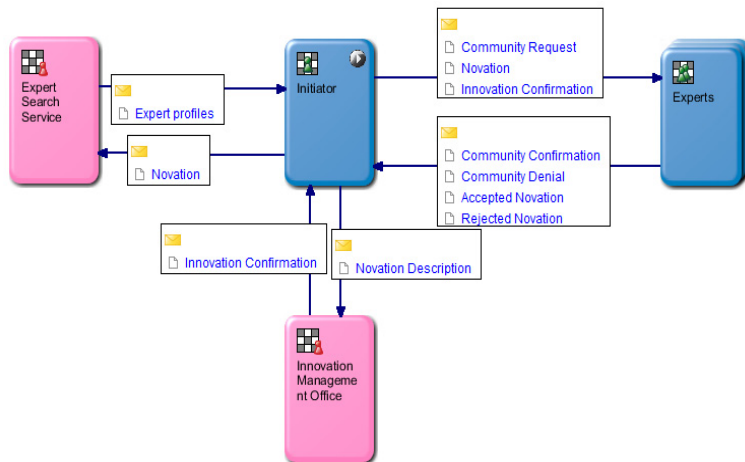 Expert
Search
Service
Expert profiles
Novation
Initiator
Community Request
Novation
Innovation Confirmation
Experts
Community Confirmation
Community Denial
Accepted Novation
Rejected Novation
Innovation Confirmation
Novation Description
Innovation
Manageme
nt Office